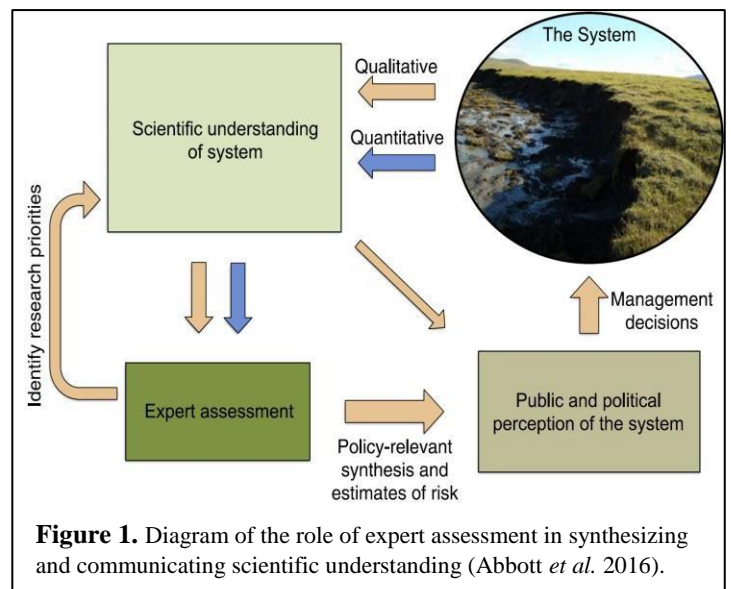 The System
Qualitative
Quantitative
Scientific understanding
of system
Identify research priorities
Management
decisions
Expert assessment
Policy-relevant
synthesis and
estimates of risk
Public and political
perception of the system
Figure 1. Diagram of the role of expert assessment in synthesizing
and communicating scientific understanding (Abbott et al. 2016).